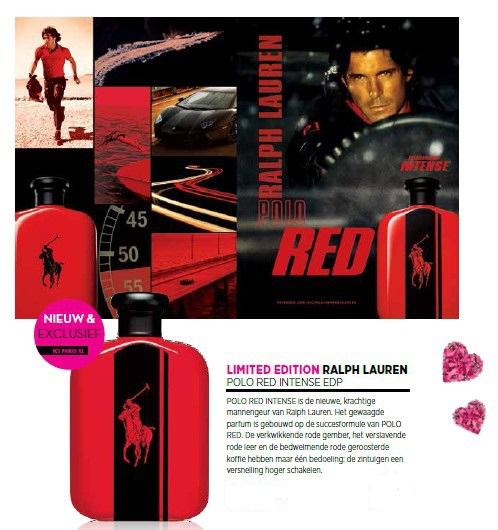 RALPH LAUREN
POLO
RED
INTENSE
45
50
55
NIEUW &
EXCLUSIEF
ICI PARIS XL
LIMITED EDITION RALPH LAUREN
POLO RED INTENSE EDP
POLO RED INTENSE is de nieuwe, krachtige
mannengeur van Ralph Lauren. Het gewaagde
parfum is gebouwd op de succesformule van POLO
RED. De verkwikkende rode gember, het verslavende
rode leer en de bedwelmende rode geroosterde
koffie hebben maar één bedoeling: de zintuigen een
versnelling hoger schakelen.